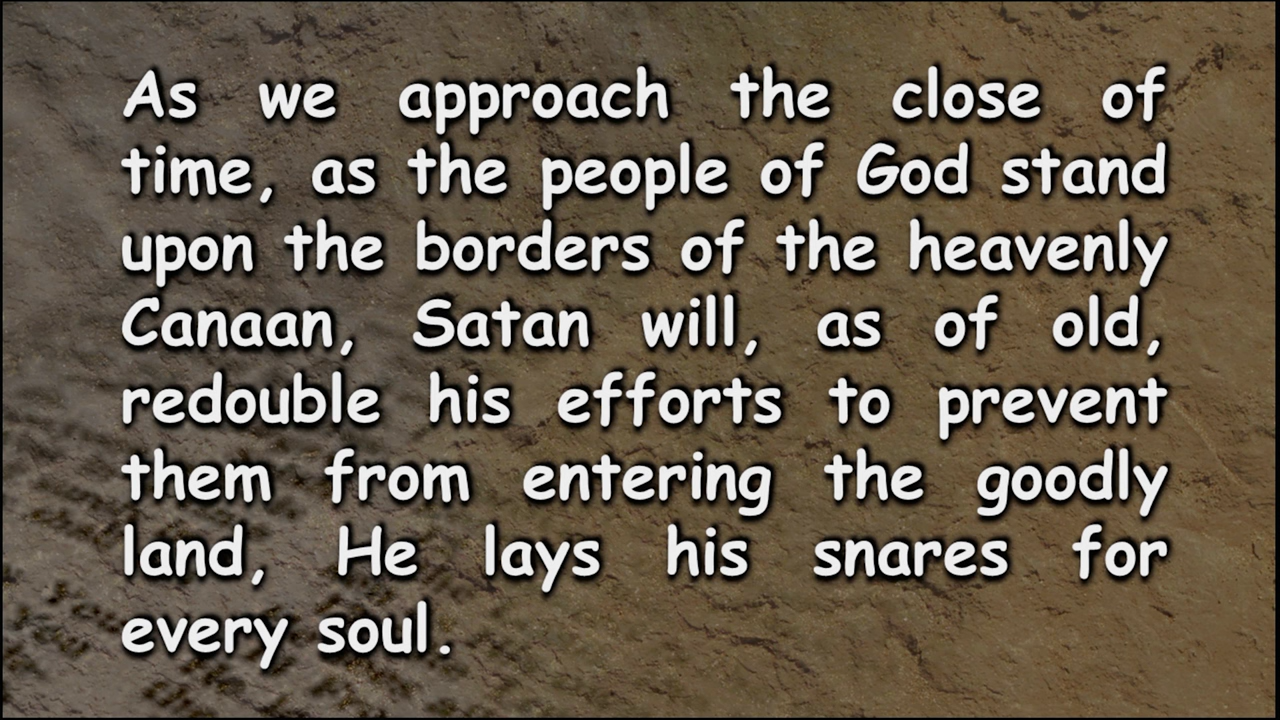 As we approach the close of
time, as the people of God stand
upon the borders of the heavenly
Canaan, Satan will, as of old,
redouble his efforts to prevent
them from entering the goodly
land, He lays his snares for
every soul.